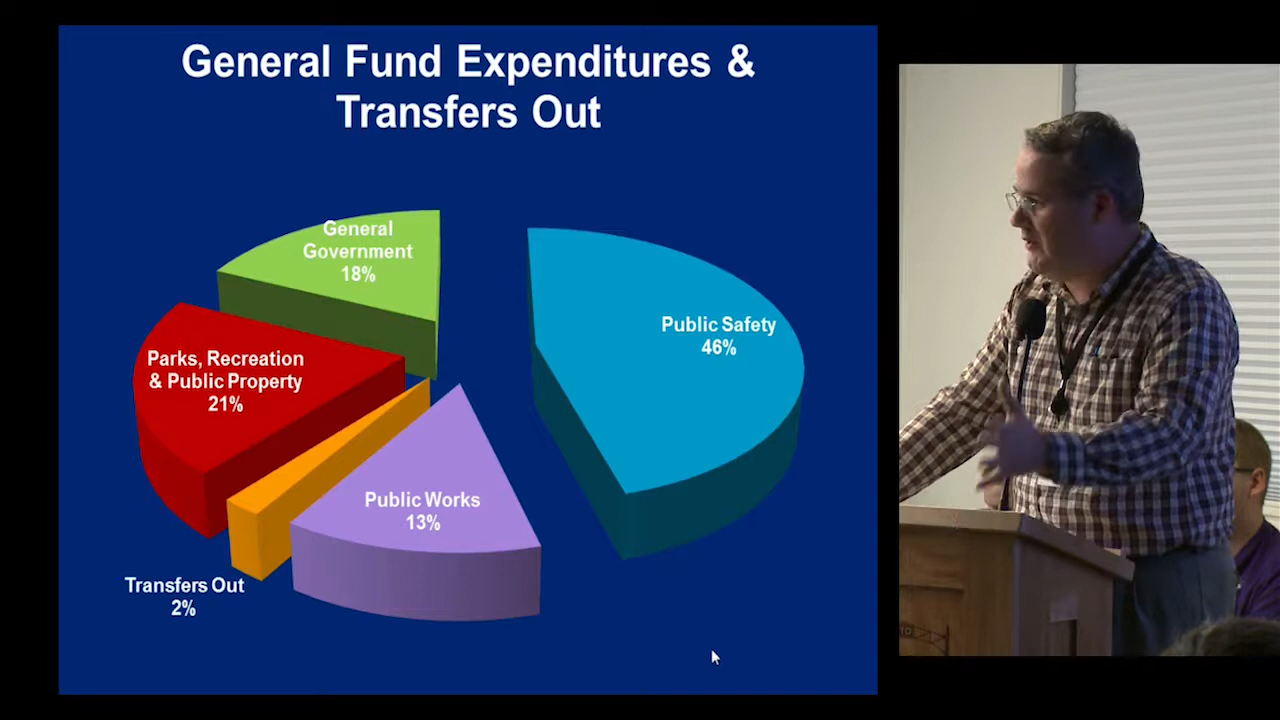 General Fund Expenditures &
Transfers Out
General
Government
18%
Public Safety
46%
Parks, Recreation
& Public Property
21%
Public Works
13%
Transfers Out
2%